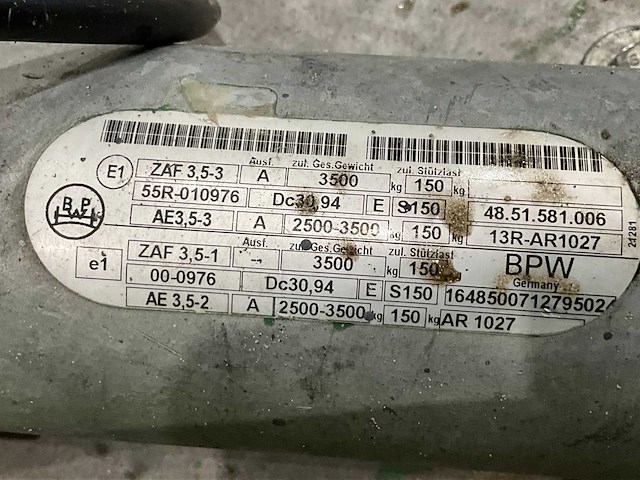 Ausf. zul. Ges.Gewicht zul. Stützlast
E1 ZAF 3,5-3 A 3500 kg 150 kg
55R-010976 Dc30,94 E S150 48.51.581.006
AE3,5-3 A 2500-3500 kg 150 kg 13R-AR1027
Ausf. zul. Ges.Gewicht zul. Stützlast BPW
e1 ZAF 3,5-1 -- 3500 kg 150 kg Germany
00-0976 Dc30,94 E S150
AE 3,5-2 A 2500-3500 kg 150 kg AR 1027
BPW
24281